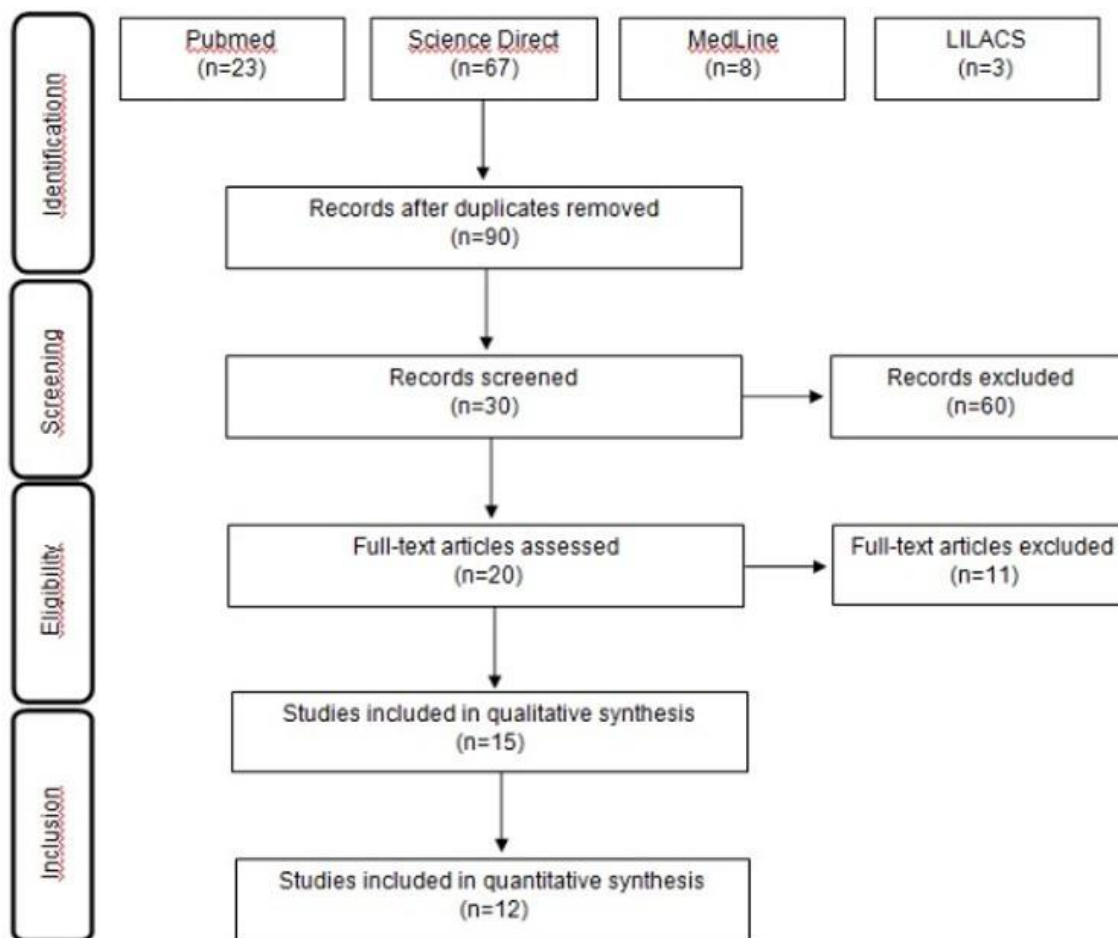 Identificationn
Pubmed
(n=23)
Science Direct
(n=67)
MedLine
(n=8)
LILACS
(n=3)
Records after duplicates removed
(n=90)
Screening
Records screened
(n=30)
Records excluded
(n=60)
Eligibility
Full-text articles assessed
(n=20)
Full-text articles excluded
(n=11)
Inclusion
Studies included in qualitative synthesis
(n=15)
Studies included in quantitative synthesis
(n=12)